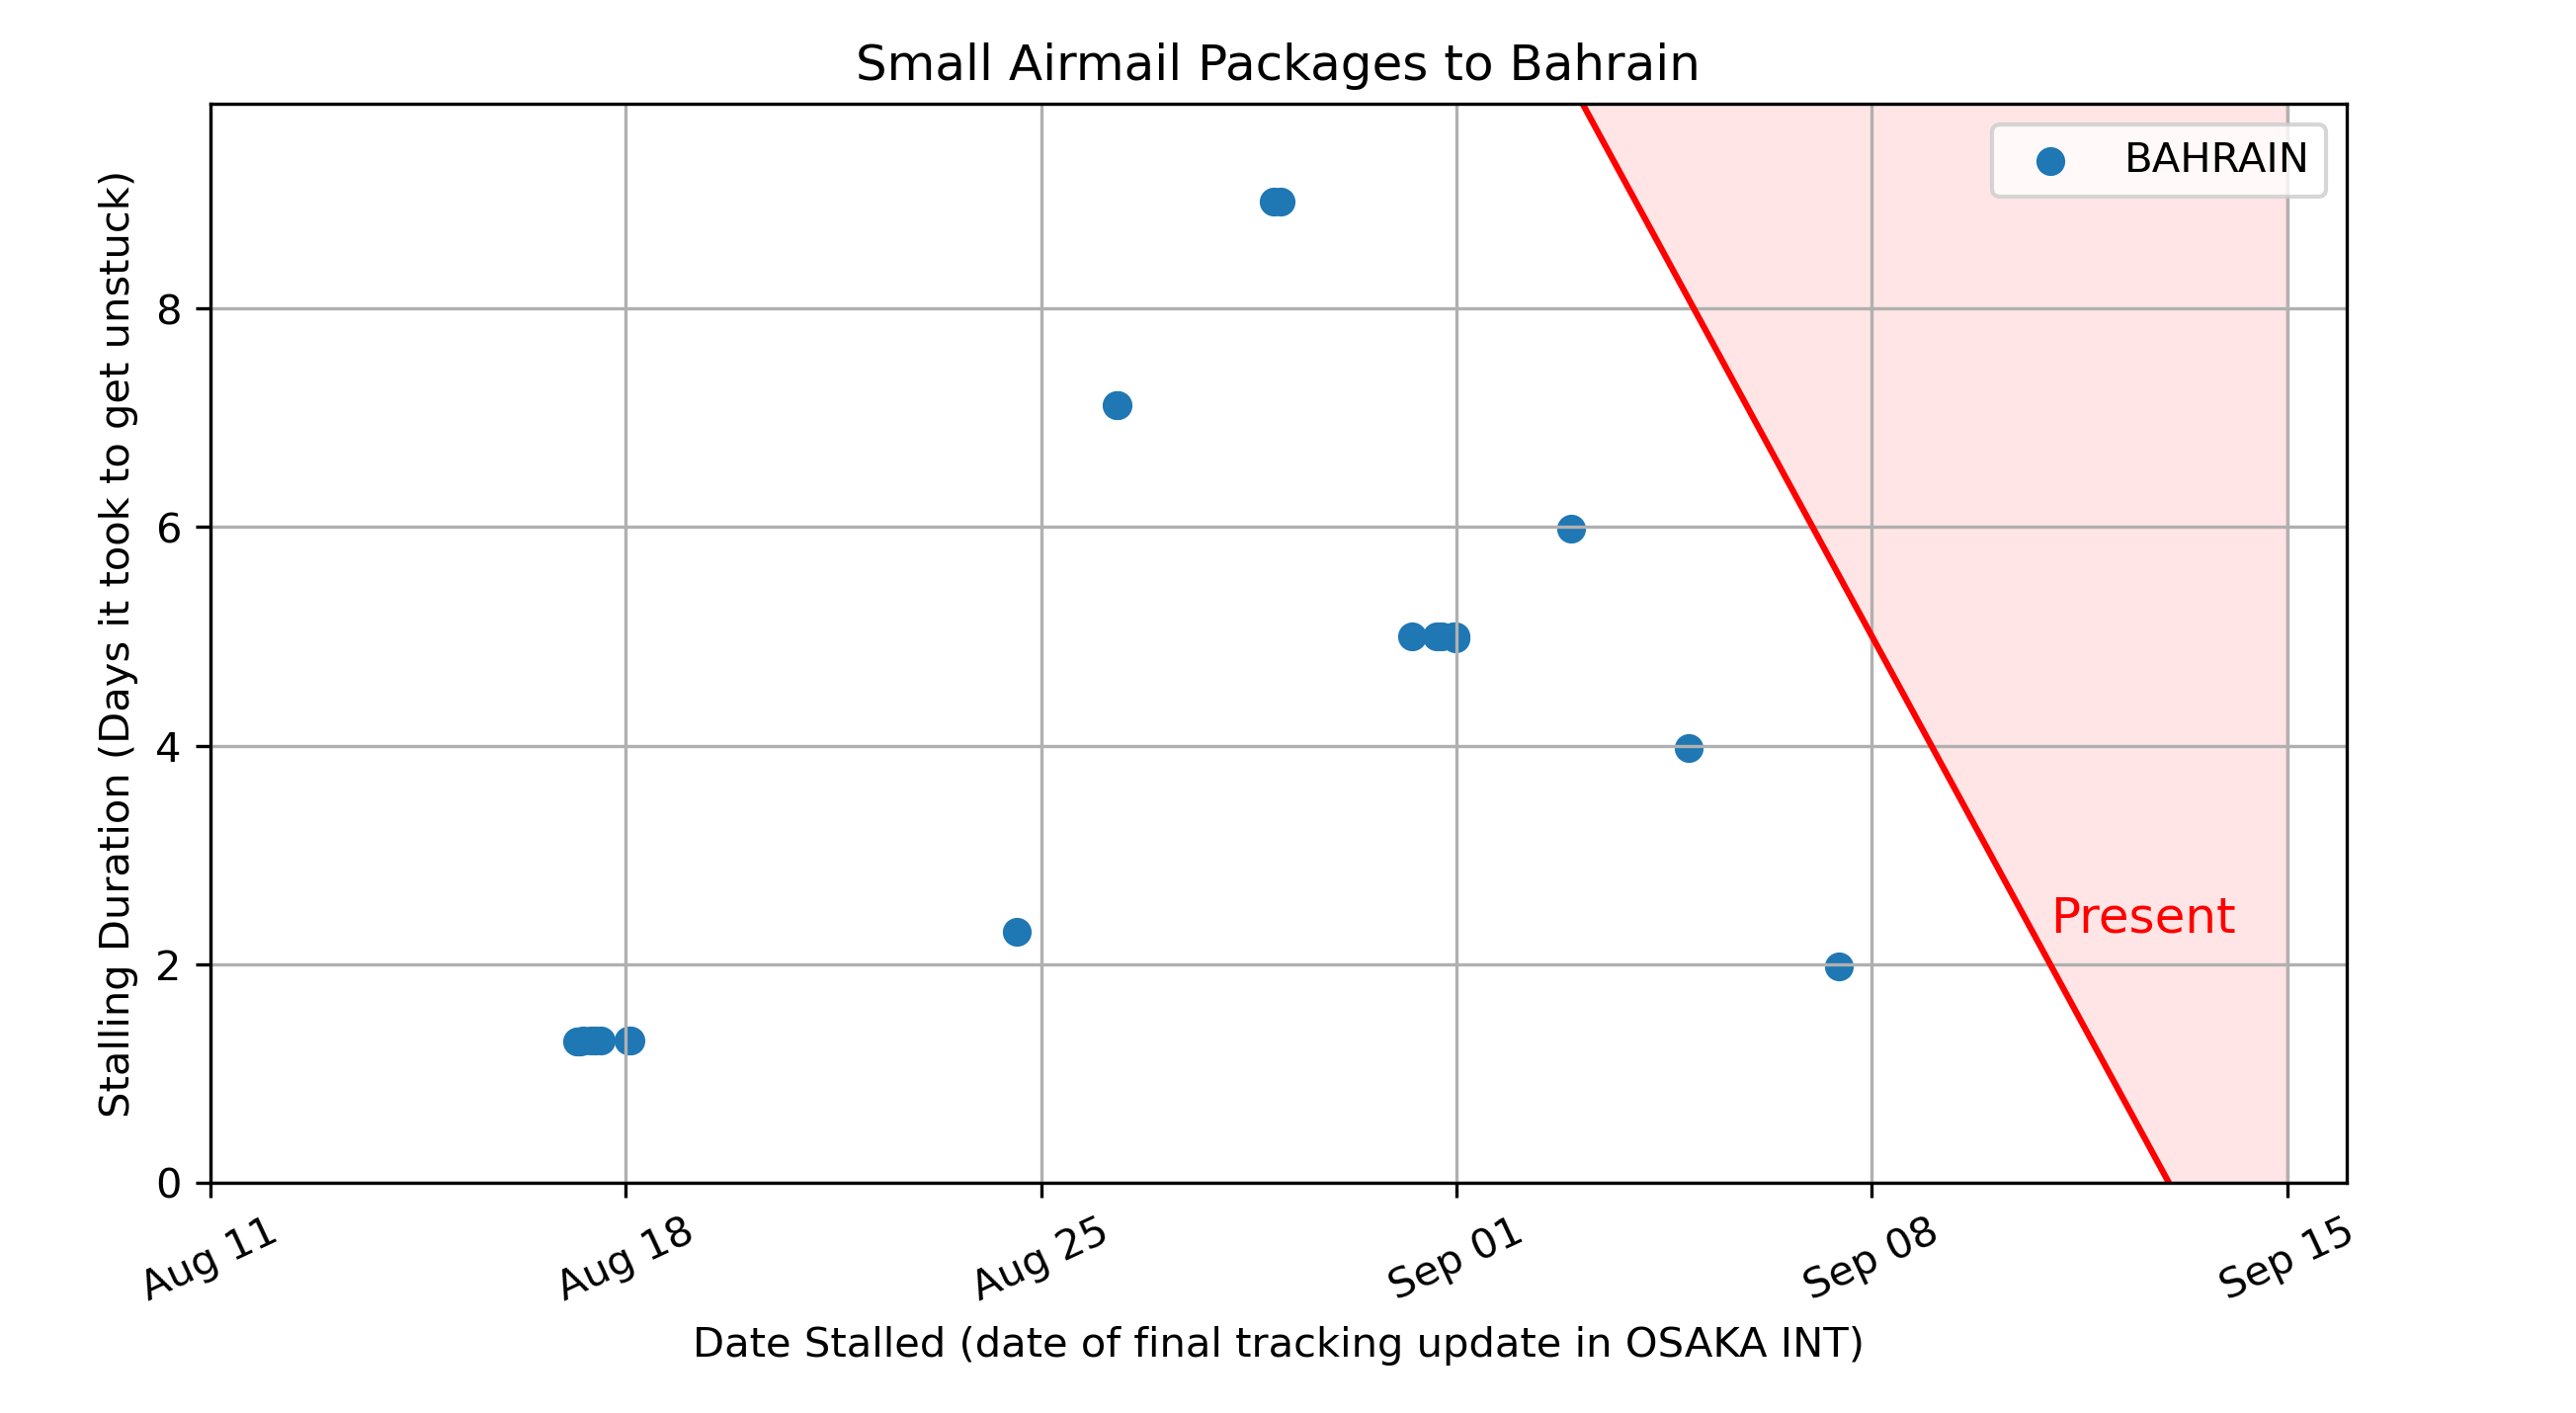 Small Airmail Packages to Bahrain
BAHRAIN
Stalling Duration (Days it took to get unstuck)
8
6
4
2
0
Present
Aug 11
Aug 18
Aug 25
Sep 01
Sep 08
Sep 15
Date Stalled (date of final tracking update in OSAKA INT)